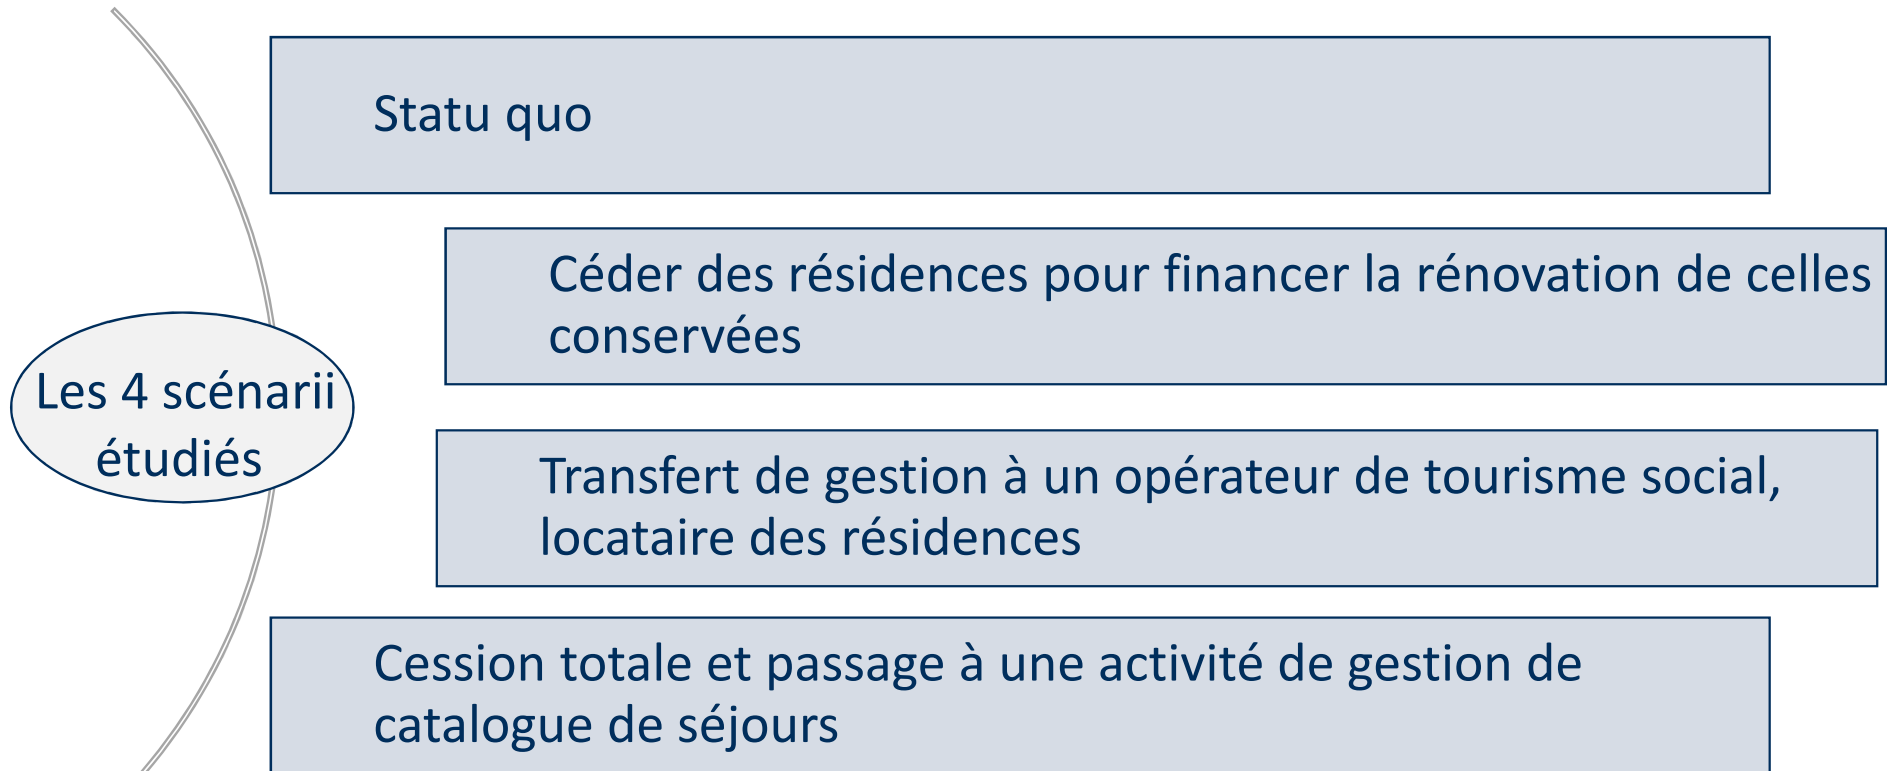 Statu quo
Céder des résidences pour financer la rénovation de celles
conservées
Les 4 scénarii
étudiés
Transfert de gestion à un opérateur de tourisme social,
locataire des résidences
Cession totale et passage à une activité de gestion de
catalogue de séjours